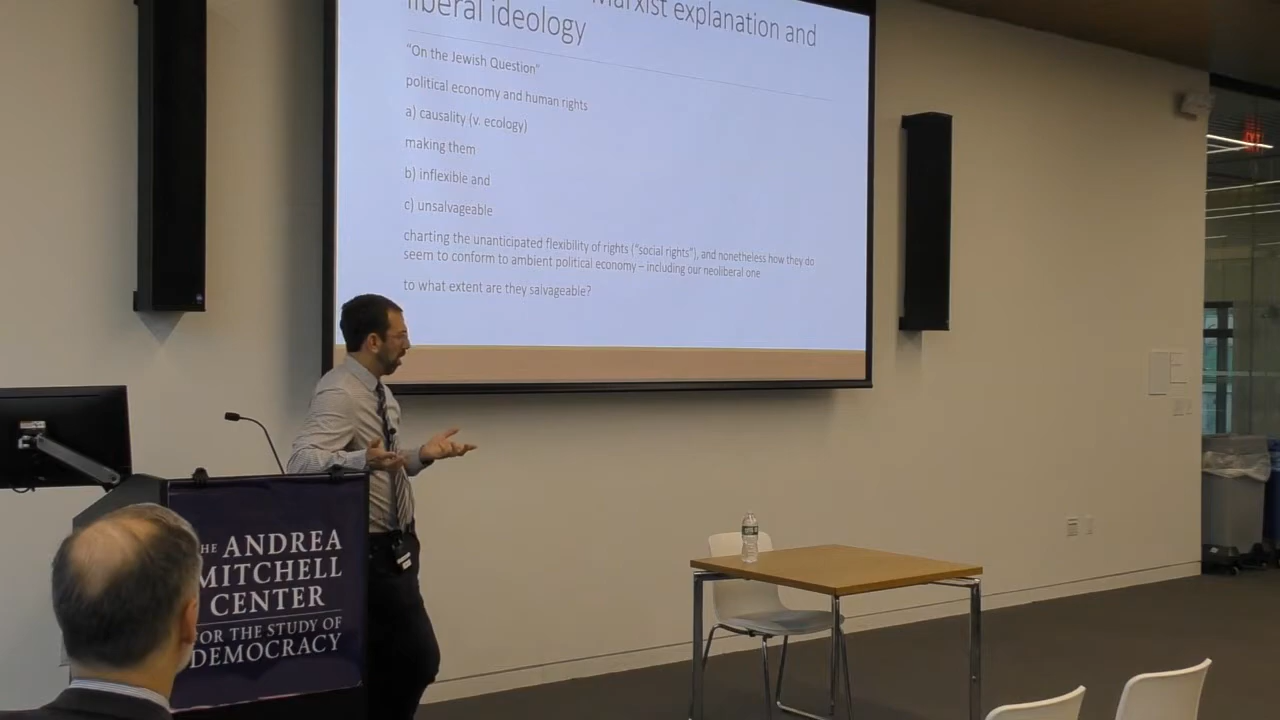 Marxist explanation and
liberal ideology
“On the Jewish Question”
political economy and human rights
a) causality (v. ecology)
making them
b) inflexible and
c) unsalvageable
charting the unanticipated flexibility of rights (“social rights”), and nonetheless how they do
seem to conform to ambient political economy – including our neoliberal one
to what extent are they salvageable?
EXIT
HE ANDREA
MITCHELL
CENTER
FOR THE STUDY OF
DEMOCRACY